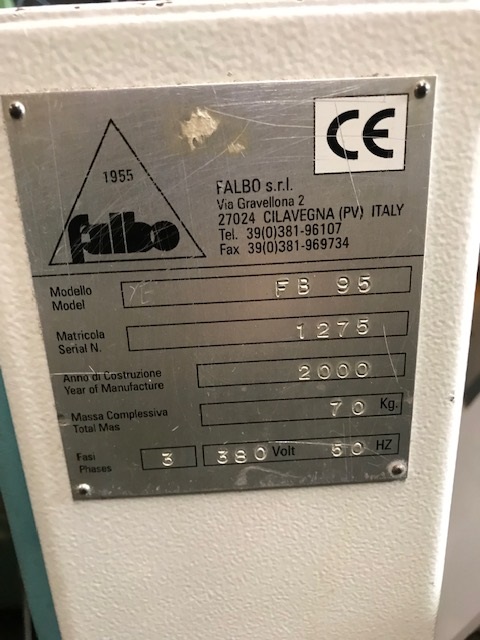 1955
falbo
CE
FALBO s.r.l.
Via Gravellona 2
27024 CILAVEGNA (PV) ITALY
Tel. 39(0)381-96107
Fax 39(0)381-969734
Modello
Model
FB 95
Matricola
Serial N.
1275
Anno di Costruzione
Year of Manufacture
2000
Massa Complessiva
Total Mas
70 Kg.
Fasi
Phases
3 380 Volt 50 HZ